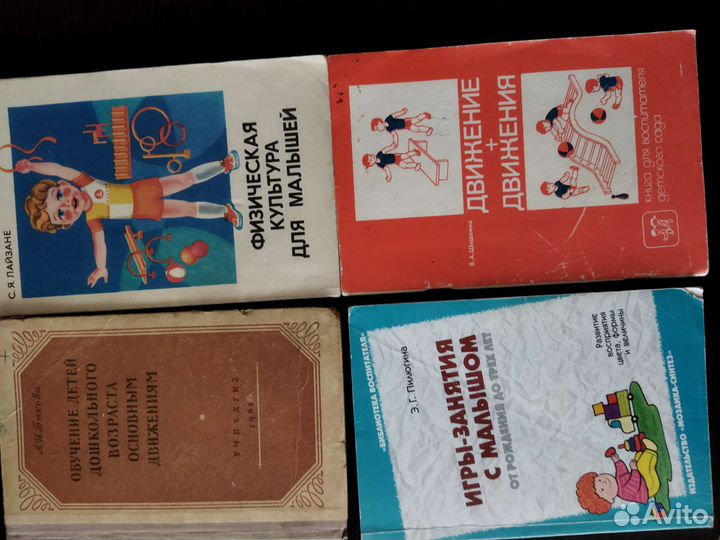 С. Я. ЛАЙЗАНЕ
ФИЗИЧЕСКАЯ
КУЛЬТУРА
ДЛЯ МАЛЫШЕЙ
В.А.Шишкина
ДВИЖЕНИЕ
+
ДВИЖЕНИЯ
книга для воспитателя
детского сада
А.И.Быкова
ОБУЧЕНИЕ ДЕТЕЙ
ДОШКОЛЬНОГО
ВОЗРАСТА
ОСНОВНЫМ
ДВИЖЕНИЯМ
УЧПЕДГИЗ
"БИБЛИОТЕКА ВОСПИТАТЕЛЯ"
Э. Г. Пилюгина
ИГРЫ-ЗАНЯТИЯ
С МАЛЫШОМ
ОТ РОЖДЕНИЯ ДО ТРЕХ ЛЕТ
Развитие
восприятия
цвета, формы
и величины
ИЗДАТЕЛЬСТВО «МОЗАИКА-СИНТЕЗ»
Avito